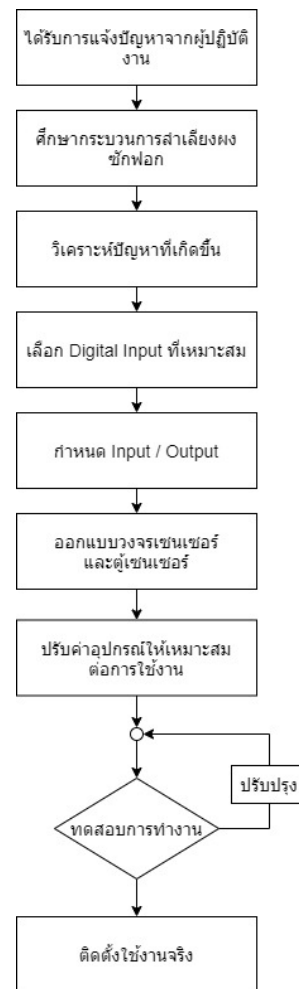 ได้รับการแจ้งปัญหาจากผู้ปฏิบัติ
งาน
ศึกษากระบวนการลำเลียงผง
ซักฟอก
วิเคราะห์ปัญหาที่เกิดขึ้น
เลือก Digital Input ที่เหมาะสม
กำหนด Input / Output
ออกแบบวงจรเซนเซอร์
และตู้เซนเซอร์
ปรับค่าอุปกรณ์ให้เหมาะสม
ต่อการใช้งาน
ปรับปรุง
ทดสอบการทำงาน
ติดตั้งใช้งานจริง